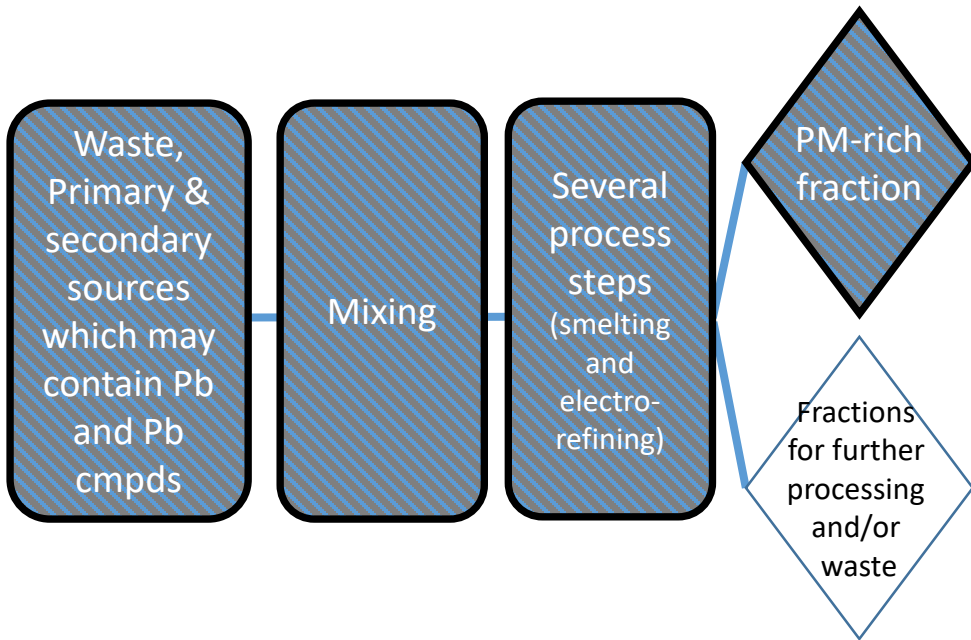 Waste,
Primary &
secondary
sources
which may
contain Pb
and Pb
cmpds
Mixing
Several
process
steps
(smelting
and
electro-
refining)
PM-rich
fraction
Fractions
for further
processing
and/or
waste